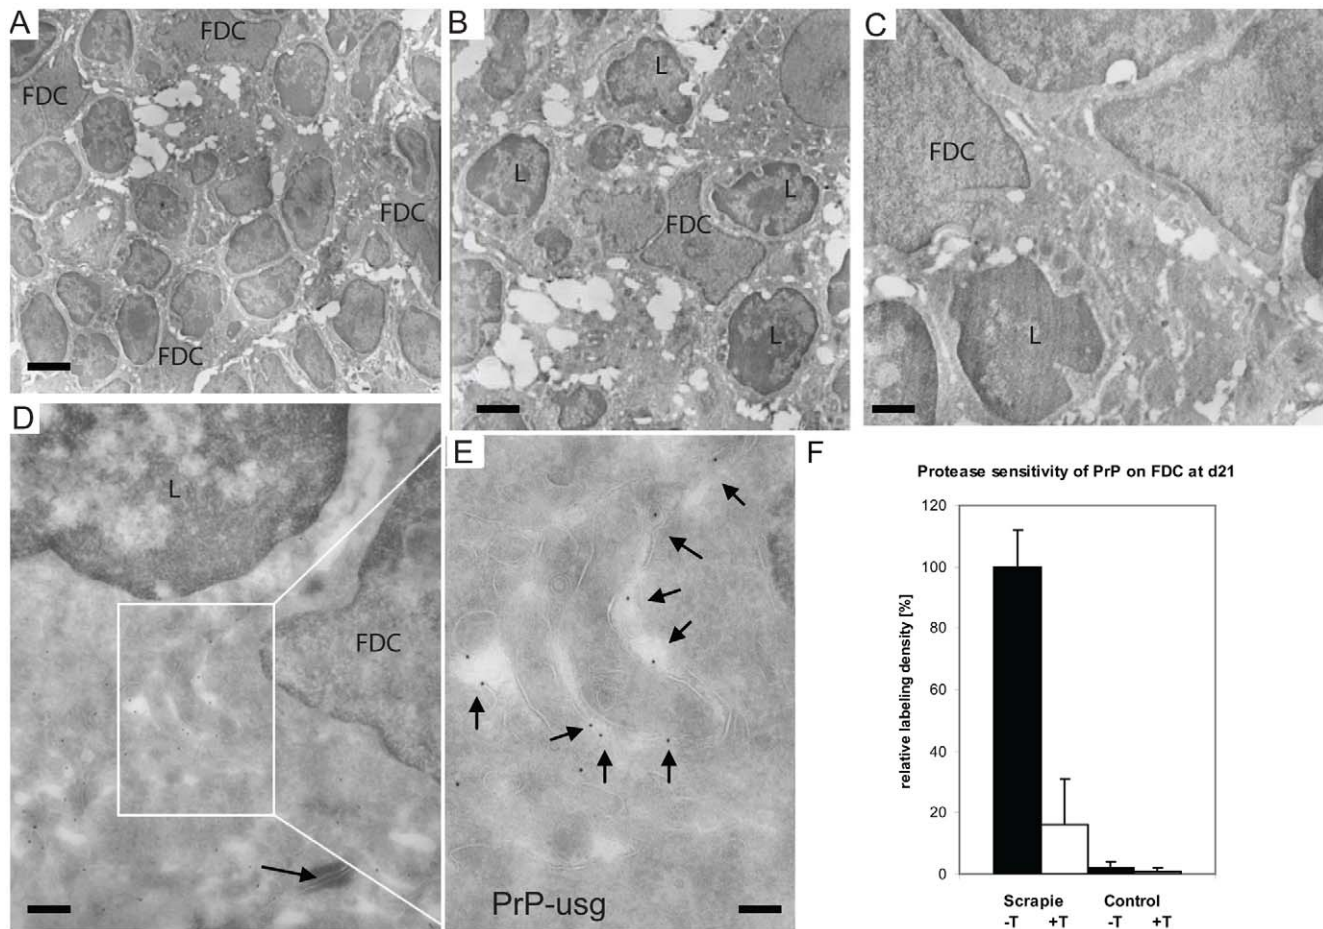 A
FDC
FDC
FDC
FDC
B
L
L
L
FDC
L
C
FDC
L
D
L
FDC
E
PrP-usg
F
Protease sensitivity of PrP on FDC at d21
relative labeling density [%]
120
100
80
60
40
20
0
Scrapie Control
-T +T -T +T